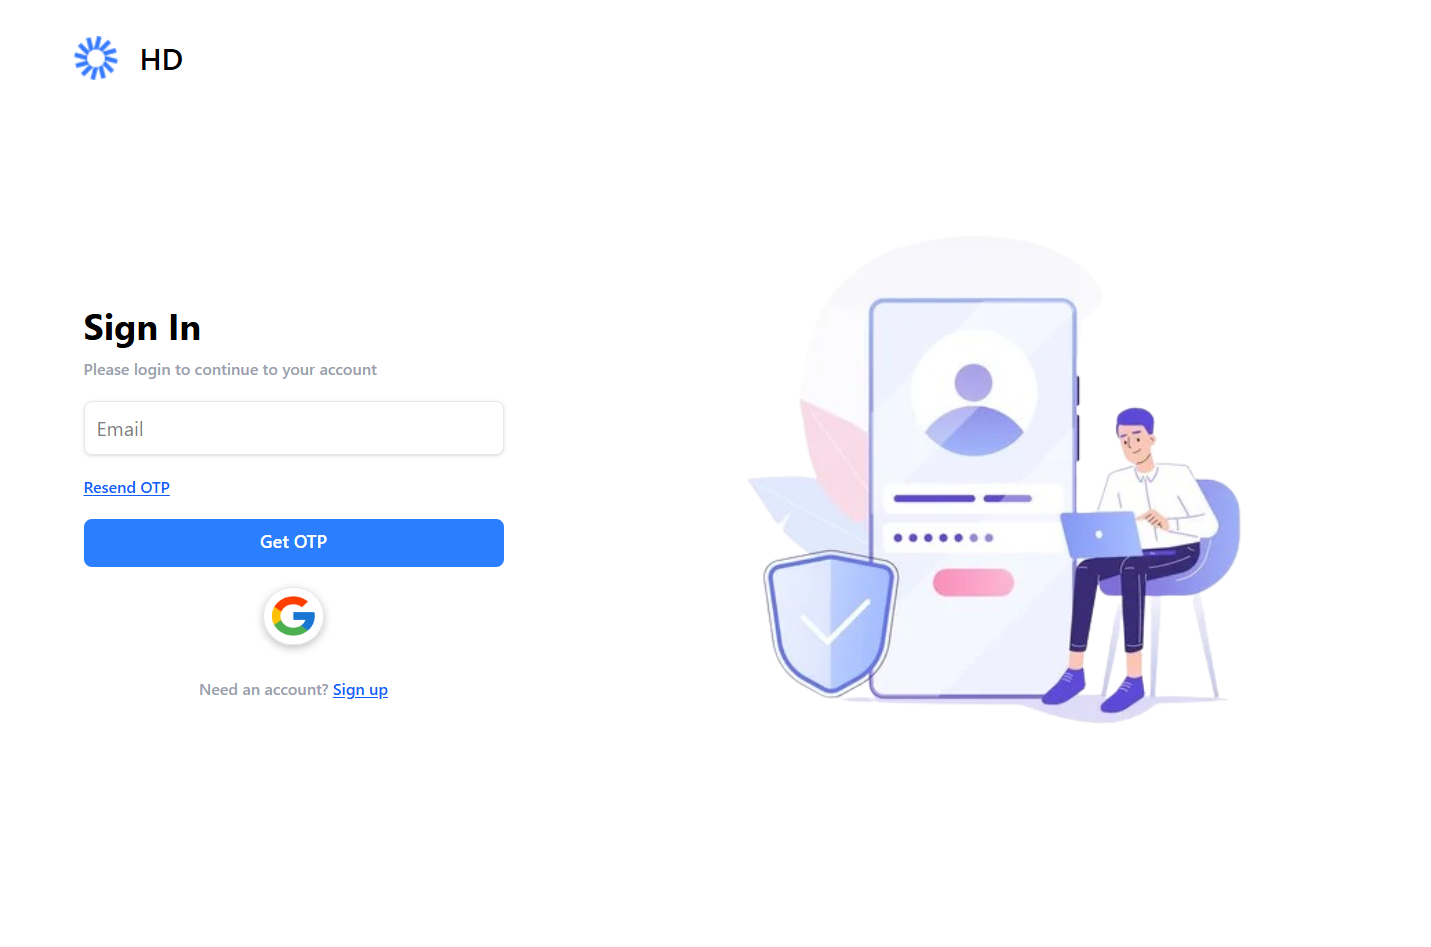 HD
Sign In
Please login to continue to your account
Email
Resend OTP
Get OTP
Need an account? Sign up